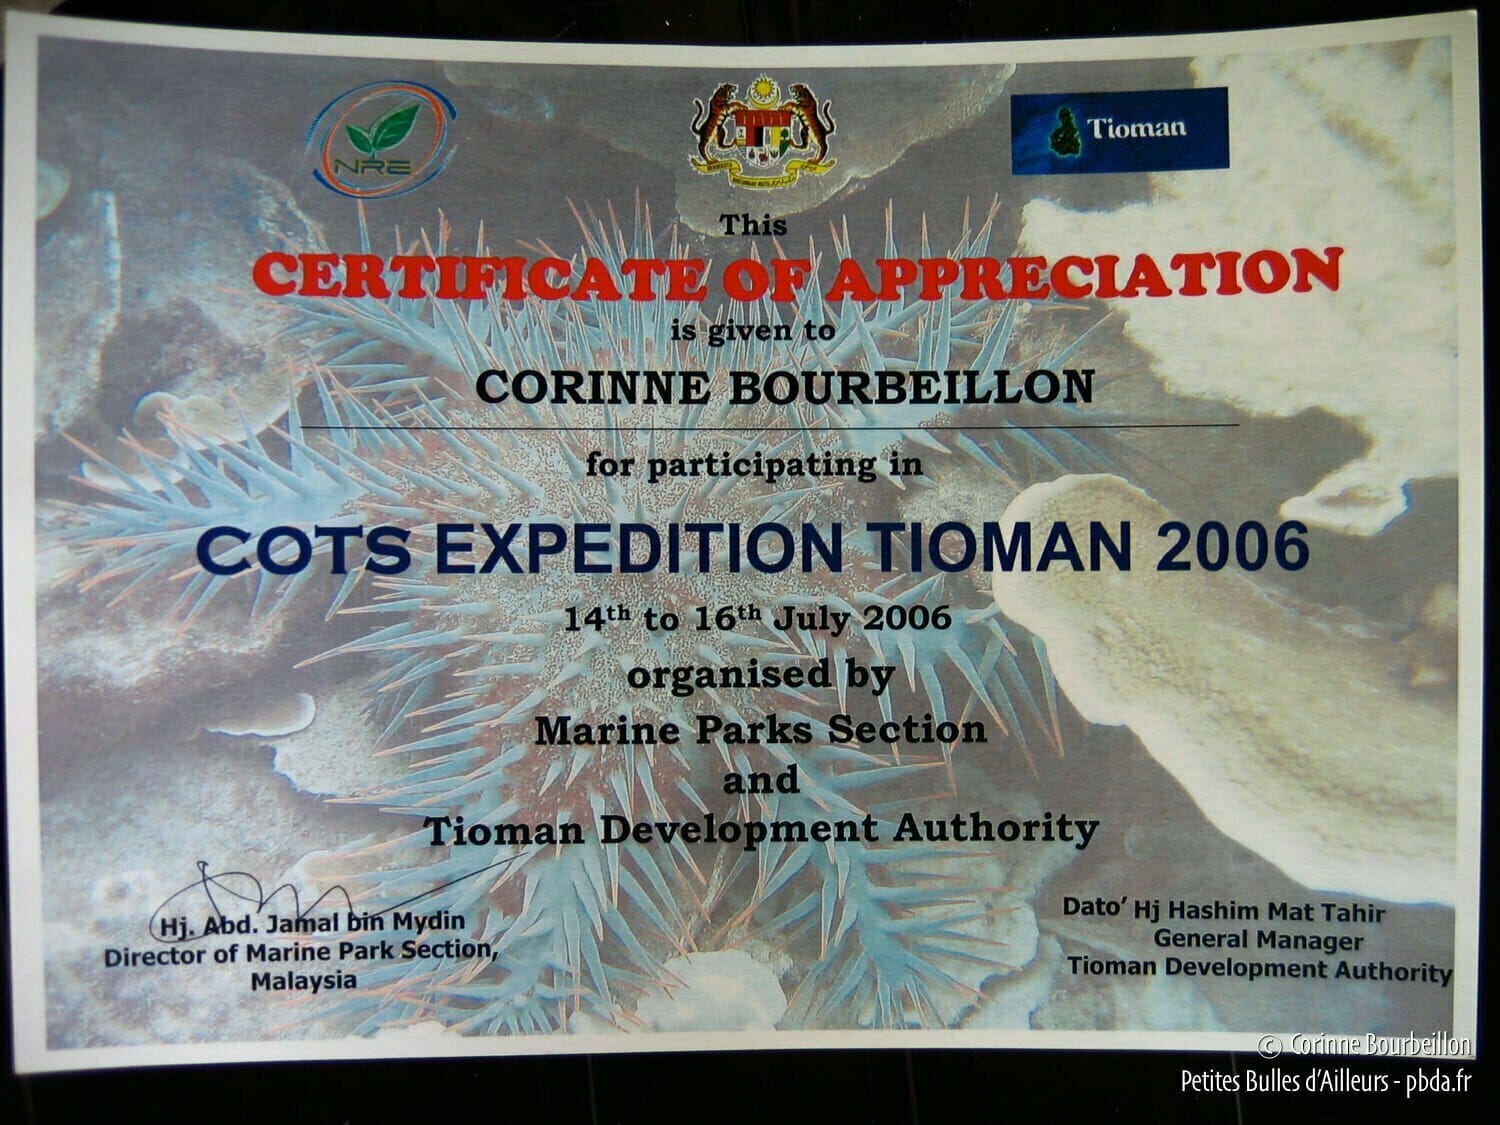 NRE
Tioman
This
CERTIFICATE OF APPRECIATION
is given to
CORINNE BOURBEILLON
for participating in
COTS EXPEDITION TIOMAN 2006
14th to 16th July 2006
organised by
Marine Parks Section
and
Tioman Development Authority
Hj. Abd. Jamal bin Mydin
Director of Marine Park Section,
Malaysia
Dato' Hj Hashim Mat Tahir
General Manager
Tioman Development Authority
© Corinne Bourbeillon
Petites Bulles d'Ailleurs - pbda.fr